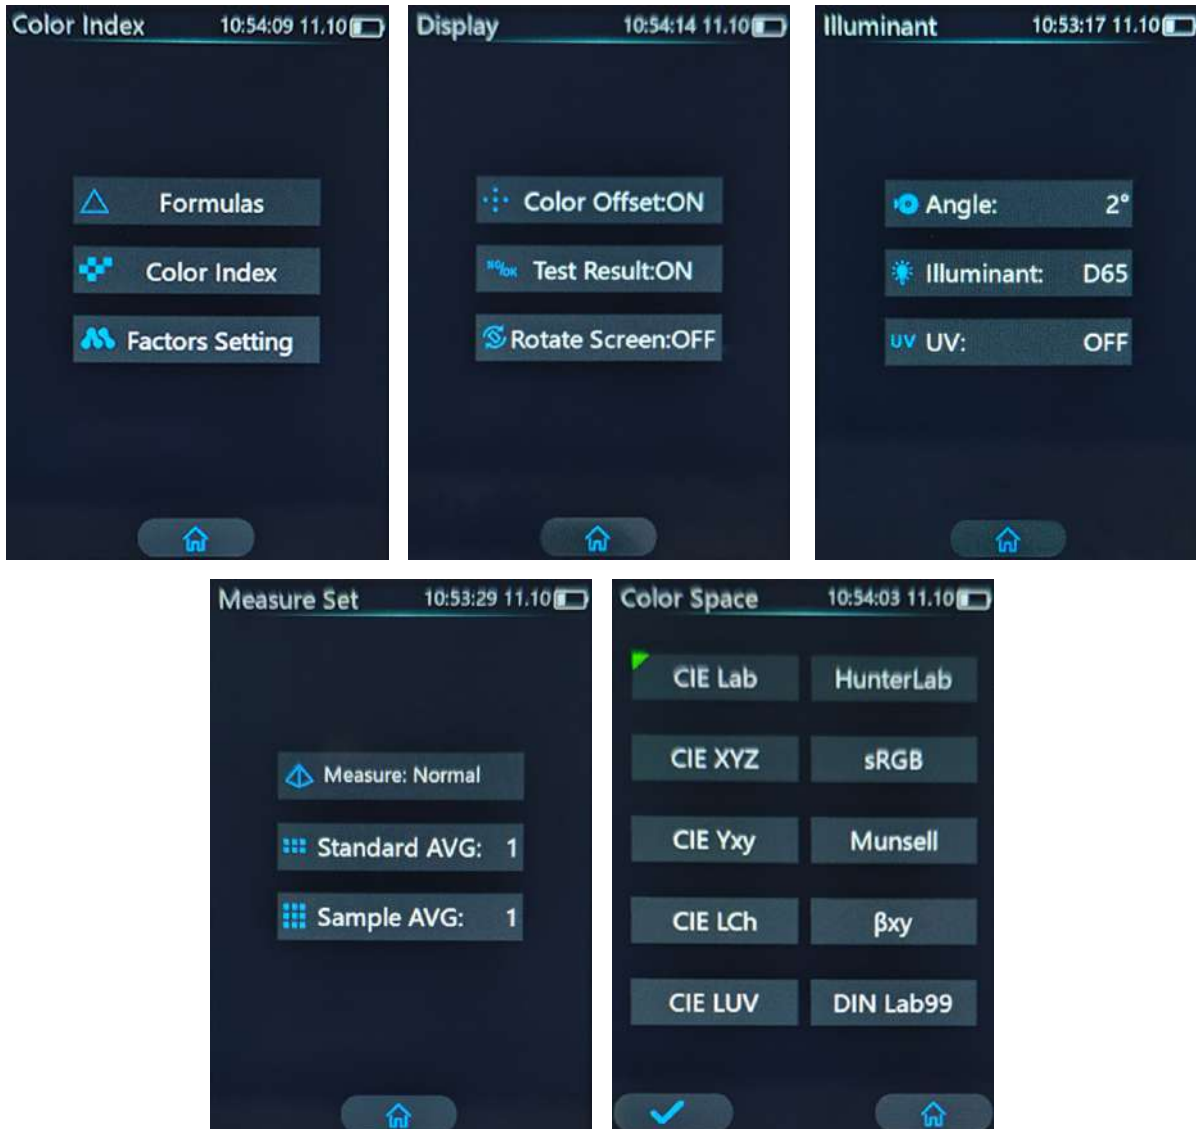 Color Index 10:54:09 11.10
Formulas
Color Index
Factors Setting
Display 10:54:14 11.10
Color Offset:ON
NG/OK Test Result:ON
Rotate Screen:OFF
Illuminant 10:53:17 11.10
Angle: 2°
Illuminant: D65
UV UV: OFF
Measure Set 10:53:29 11.10
Measure: Normal
Standard AVG: 1
Sample AVG: 1
Color Space 10:54:03 11.10
CIE Lab HunterLab
CIE XYZ sRGB
CIE Yxy Munsell
CIE LCh βxy
CIE LUV DIN Lab99